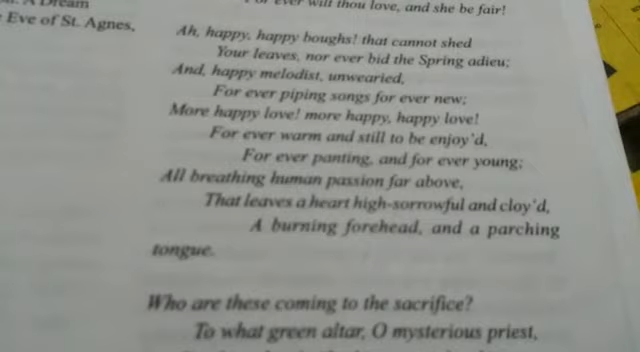 A Dream
Eve of St. Agnes,
ever wilt thou love, and she be fair!
Ah, happy, happy boughs! that cannot shed
Your leaves, nor ever bid the Spring adieu;
And, happy melodist, unwearied,
For ever piping songs for ever new;
More happy love! more happy, happy love!
For ever warm and still to be enjoy'd,
For ever panting, and for ever young;
All breathing human passion far above,
That leaves a heart high-sorrowful and cloy'd,
A burning forehead, and a parching
tongue.
Who are these coming to the sacrifice?
To what green altar, O mysterious priest,